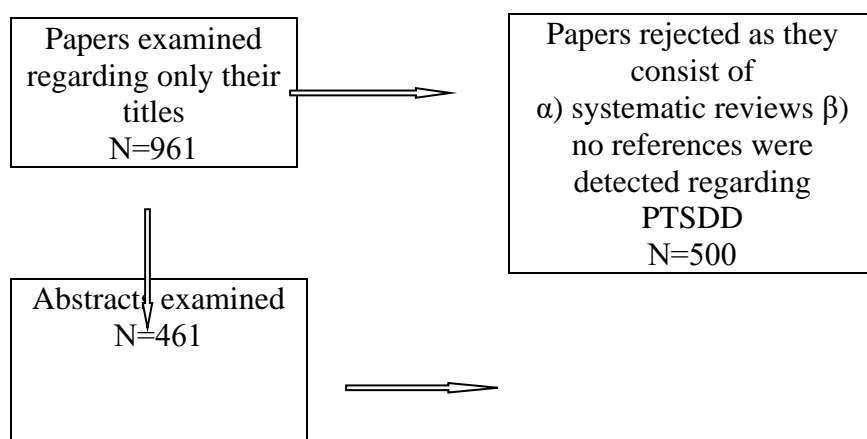 Papers examined
regarding only their
titles
N=961
Papers rejected as they
consist of
α) systematic reviews β)
no references were
detected regarding
PTSDD
N=500
Abstracts examined
N=461